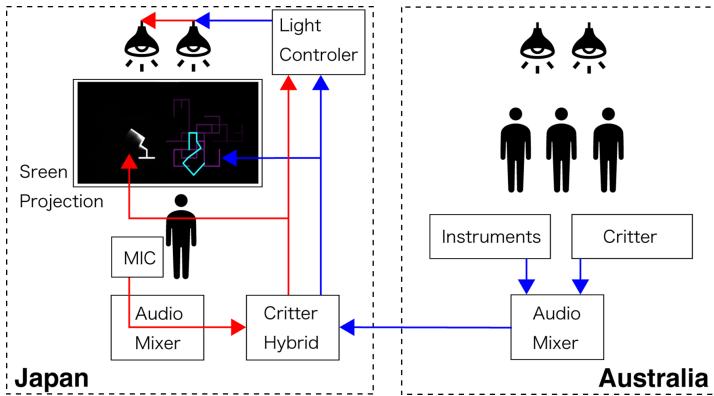 Light
Controler
Sreen
Projection
MIC
Audio
Mixer
Critter
Hybrid
Japan
Instruments
Critter
Audio
Mixer
Australia